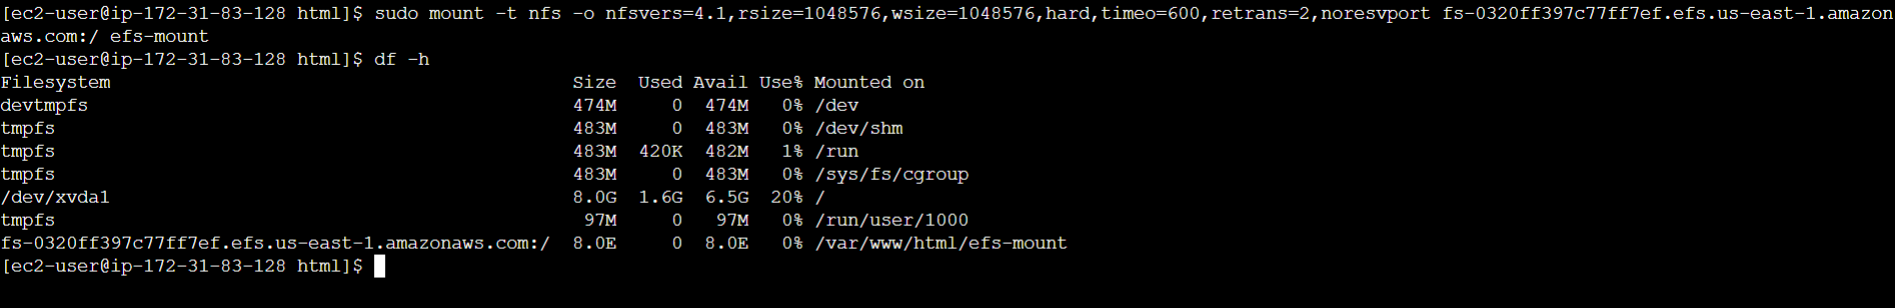 [ec2-user@ip-172-31-83-128 html]$ sudo mount -t nfs -o nfsvers=4.1,rsize=1048576,wsize=1048576,hard,timeo=600,retrans=2,noresvport fs-0320ff397c77ff7ef.efs.us-east-1.amazon
aws.com:/ efs-mount
[ec2-user@ip-172-31-83-128 html]$ df -h
Filesystem                                          Size  Used Avail Use% Mounted on
devtmpfs                                            474M     0  474M   0% /dev
tmpfs                                               483M     0  483M   0% /dev/shm
tmpfs                                               483M  420K  482M   1% /run
tmpfs                                               483M     0  483M   0% /sys/fs/cgroup
/dev/xvda1                                          8.0G  1.6G  6.5G  20% /
tmpfs                                                97M     0   97M   0% /run/user/1000
fs-0320ff397c77ff7ef.efs.us-east-1.amazonaws.com:/  8.0E     0  8.0E   0% /var/www/html/efs-mount
[ec2-user@ip-172-31-83-128 html]$